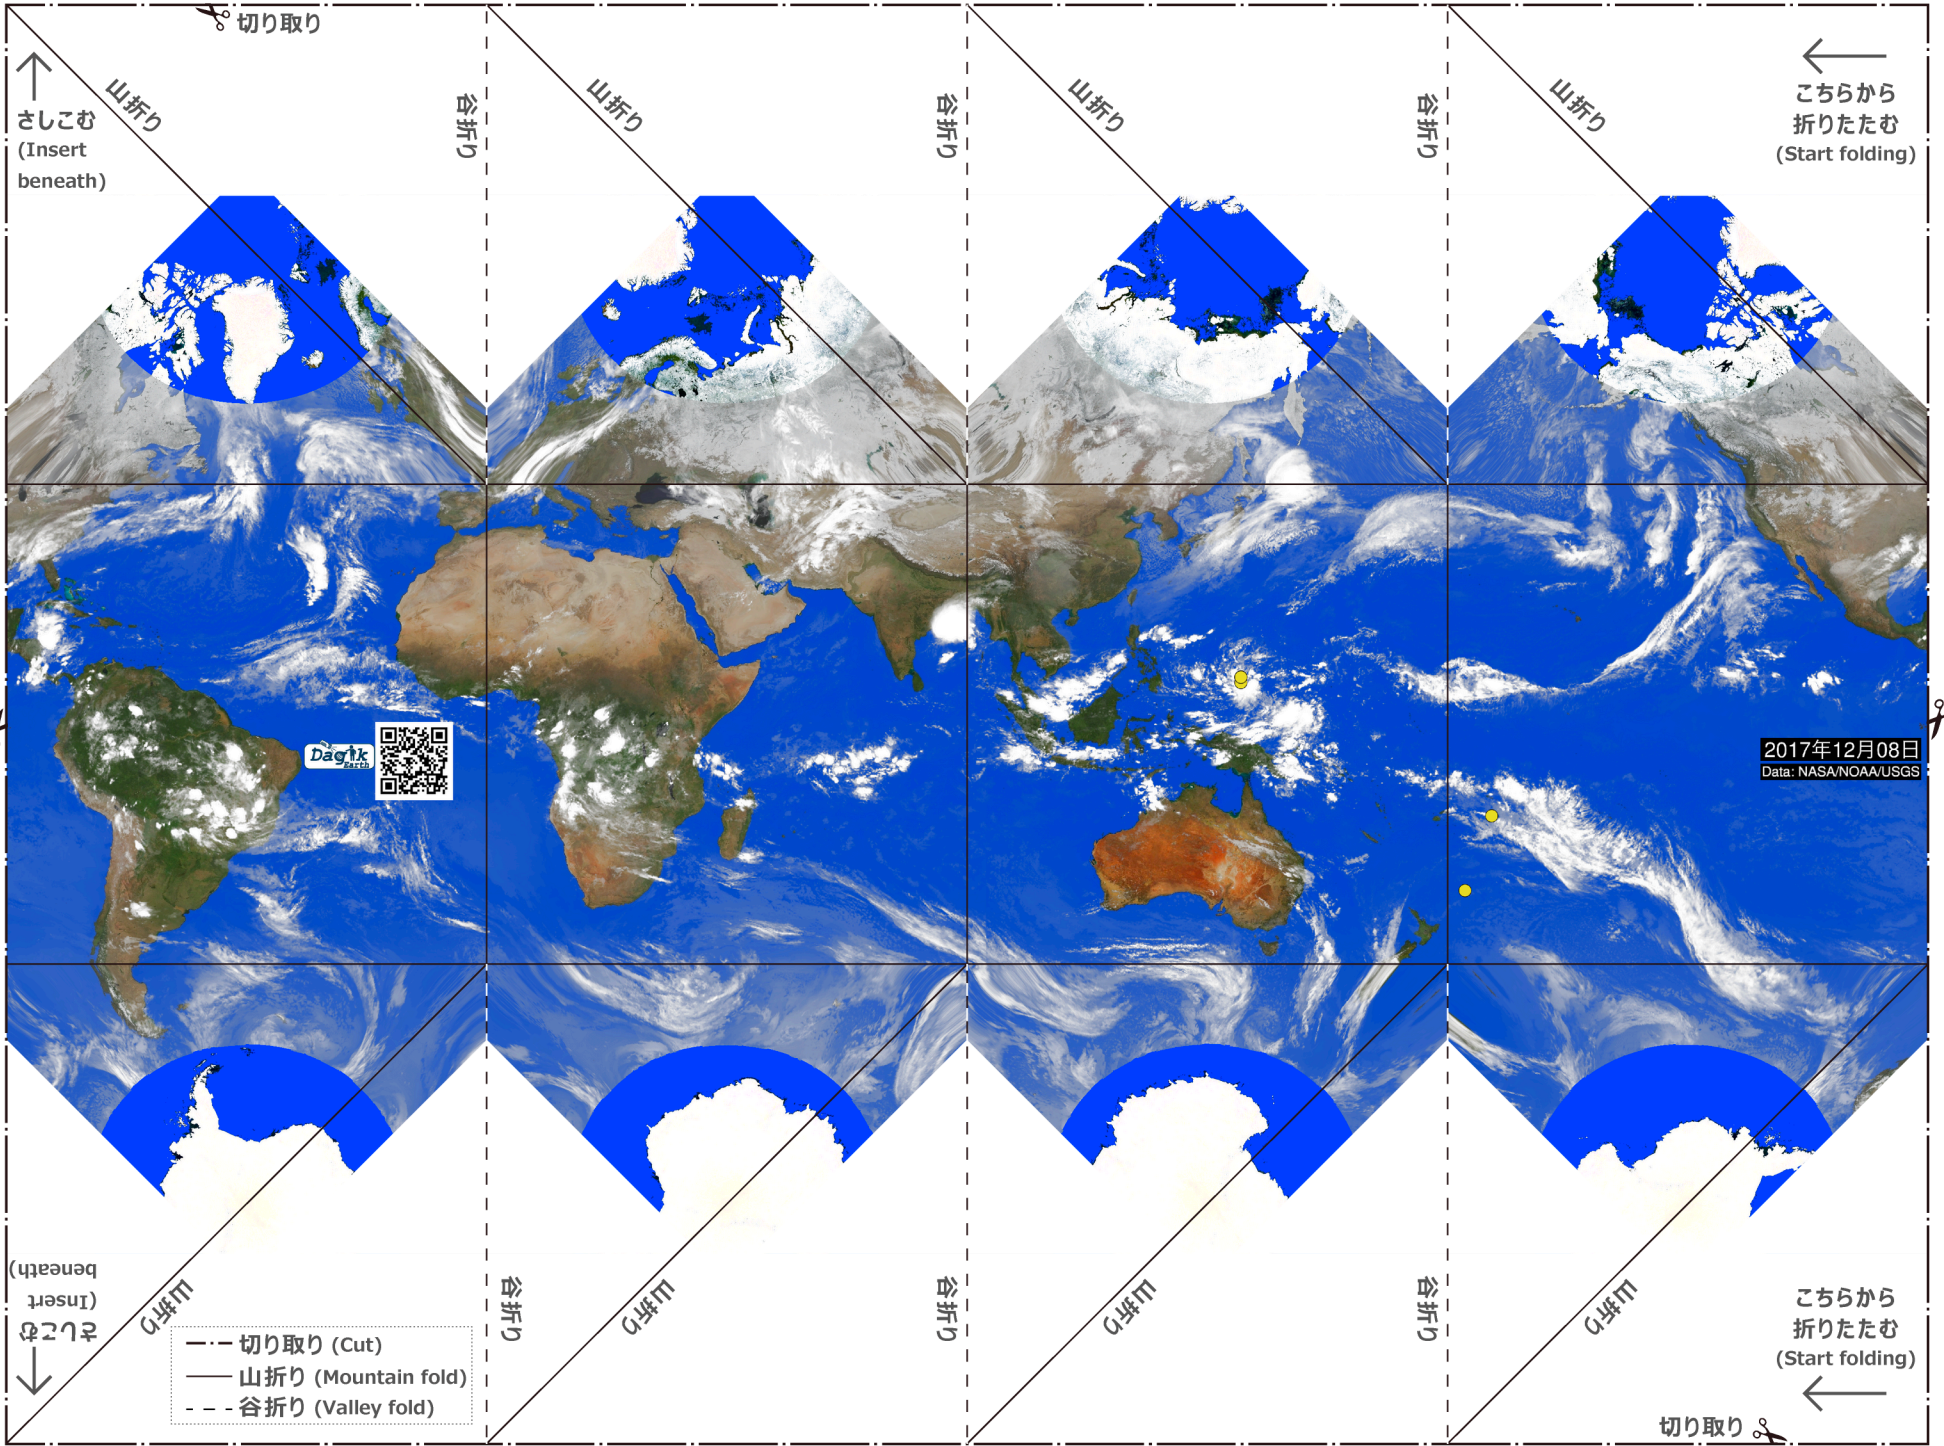 切り取り
山折り
谷折り
山折り
谷折り
山折り
谷折り
山折り
さしこむ
(Insert
beneath)
こちらから
折りたたむ
(Start folding)
Dagik
Earth
2017年12月08日
Data: NASA/NOAA/USGS
さしこむ
(Insert
beneath)
山折り
谷折り
山折り
谷折り
山折り
谷折り
山折り
切り取り (Cut)
山折り (Mountain fold)
谷折り (Valley fold)
こちらから
折りたたむ
(Start folding)
切り取り